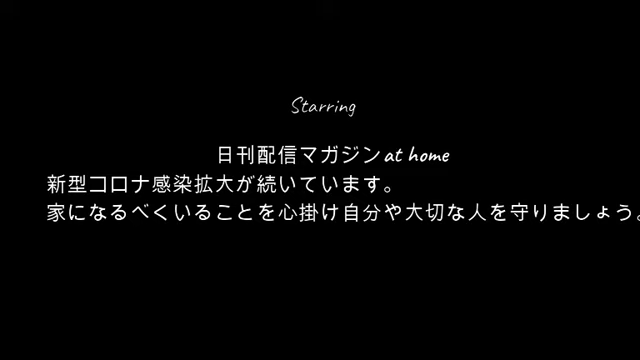 Starring
日刊配信マガジンat home
新型コロナ感染拡大が続いています。
家になるべくいることを心掛け自分や大切な人を守りましょう。